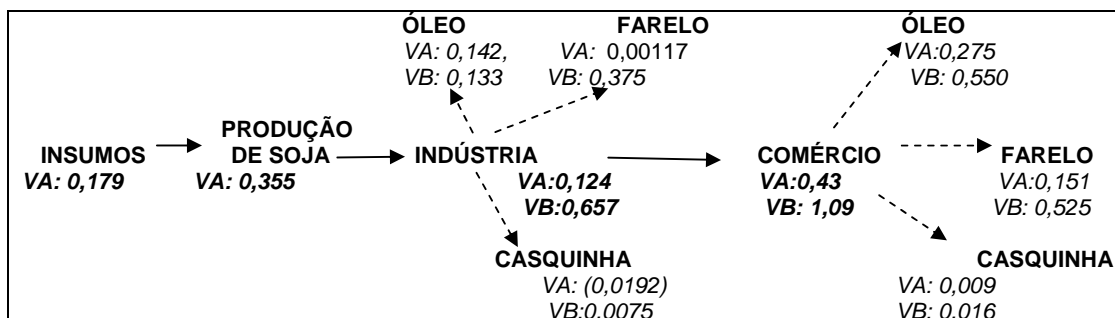 ÓLEO
VA: 0,142,
VB: 0,133
FARELO
VA: 0,00117
VB: 0,375
ÓLEO
VA:0,275
VB: 0,550
INSUMOS
VA: 0,179
PRODUÇÃO
DE SOJA
VA: 0,355
INDÚSTRIA
VA:0,124
VB:0,657
COMÉRCIO
VA:0,43
VB: 1,09
FARELO
VA:0,151
VB: 0,525
CASQUINHA
VA: (0,0192)
VB:0,0075
CASQUINHA
VA: 0,009
VB: 0,016